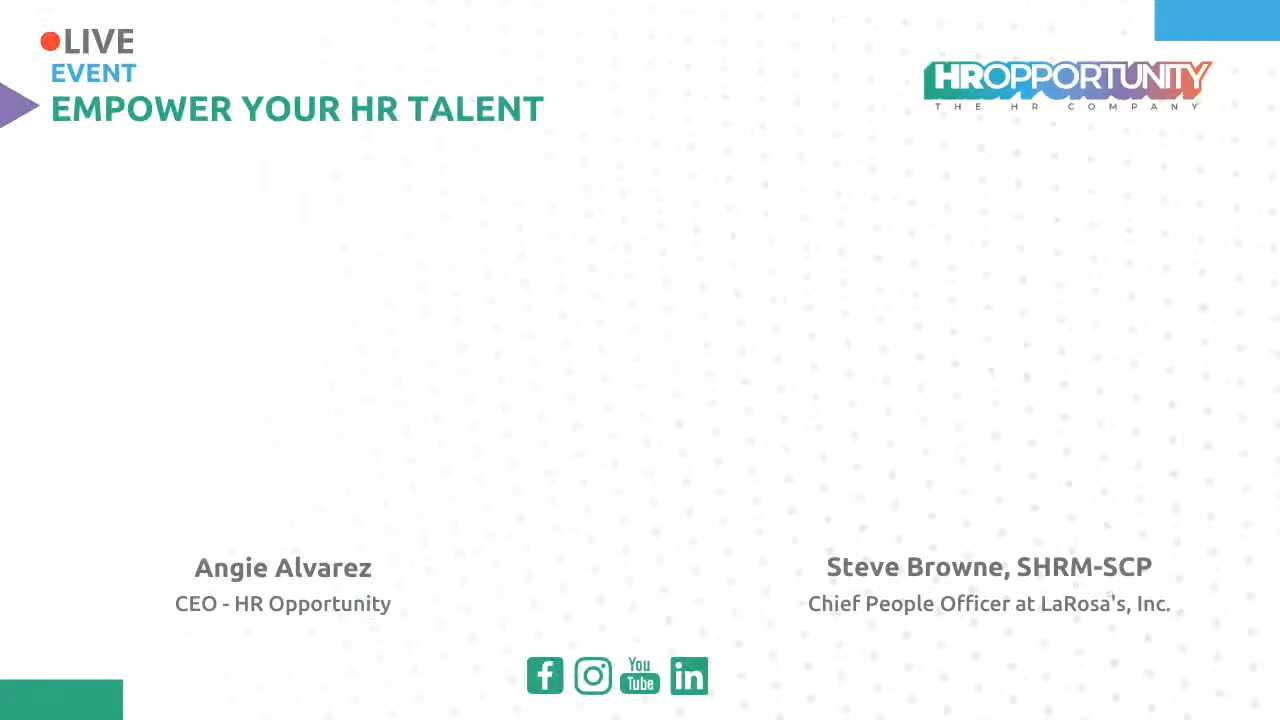 LIVE
EVENT
EMPOWER YOUR HR TALENT
HROPPORTUNITY
THE HR COMPANY
Angie Alvarez
CEO - HR Opportunity
Steve Browne, SHRM-SCP
Chief People Officer at LaRosa's, Inc.
You
Tube
in